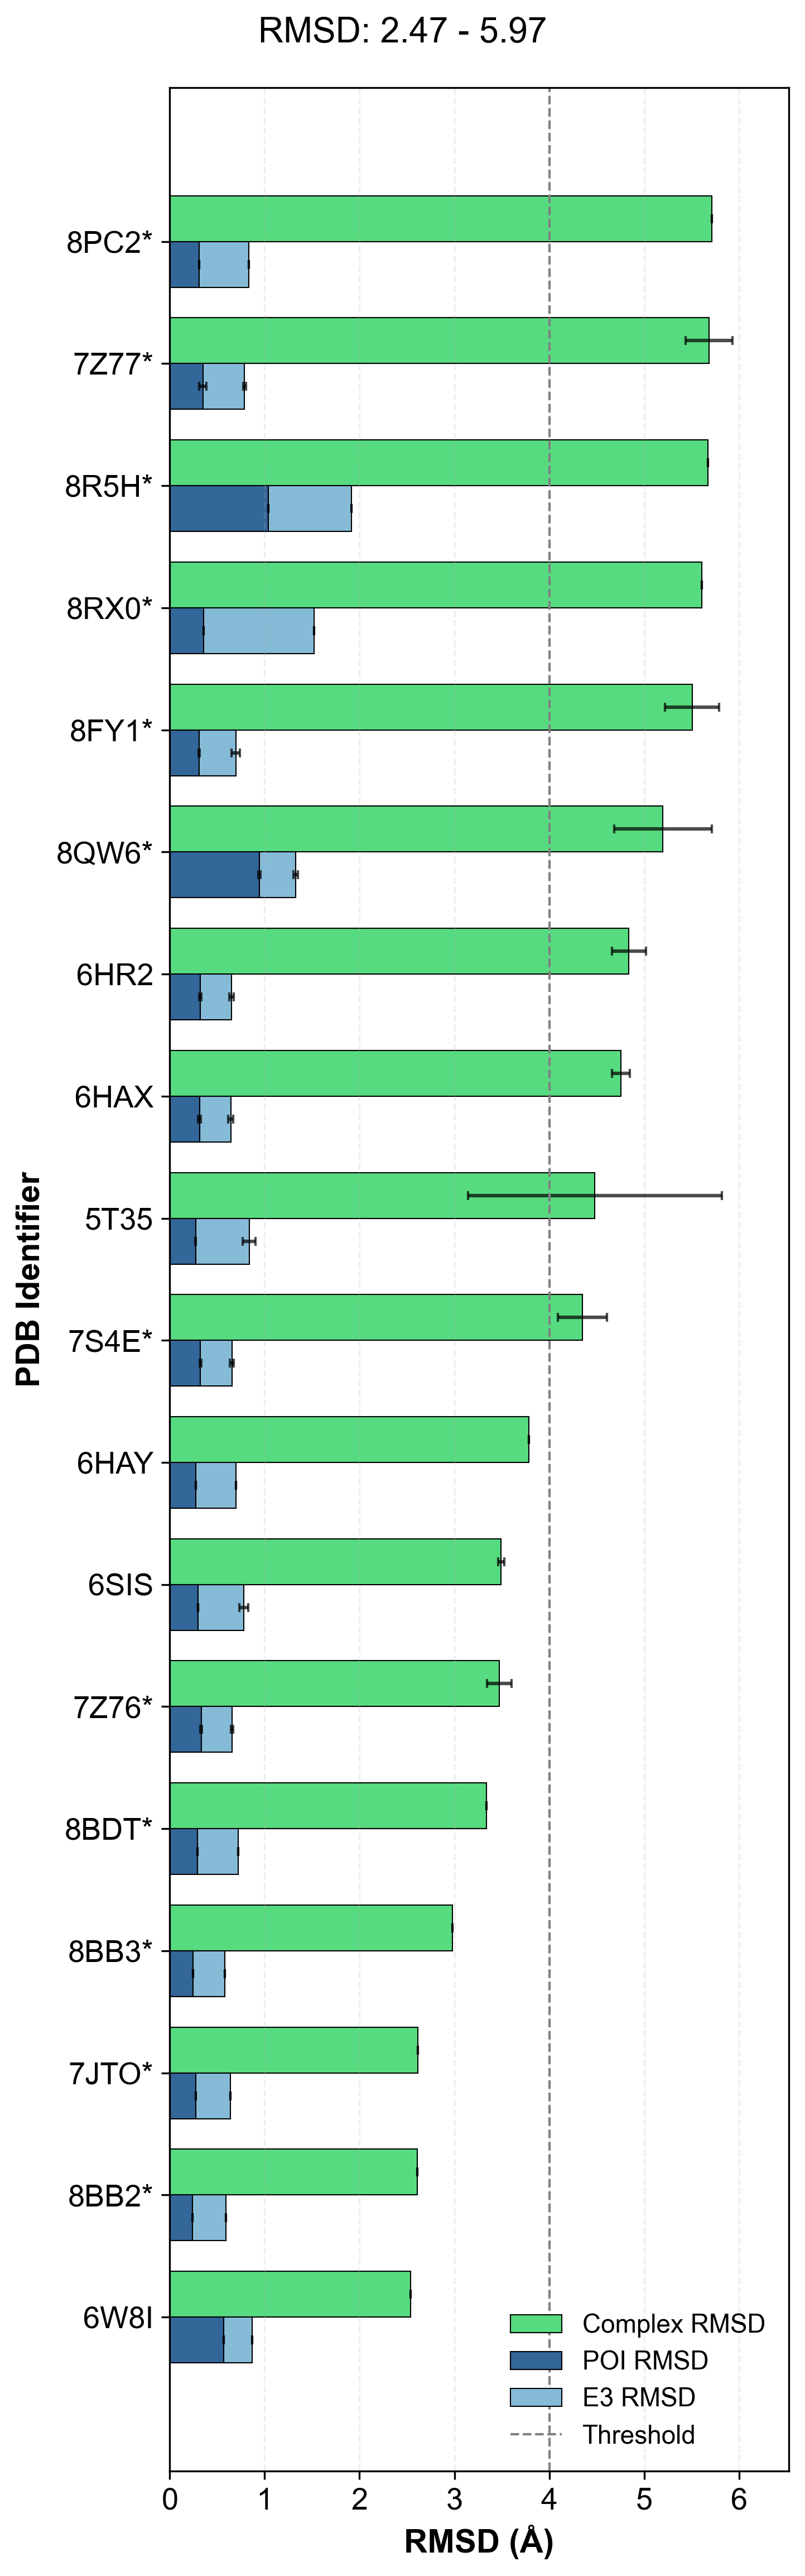 RMSD: 2.47 - 5.97
8PC2*
7Z77*
8R5H*
8RX0*
8FY1*
8QW6*
6HR2
6HAX
5T35
7S4E*
6HAY
6SIS
7Z76*
8BDT*
8BB3*
7JTO*
8BB2*
6W8I
PDB Identifier
Complex RMSD
POI RMSD
E3 RMSD
Threshold
0 1 2 3 4 5 6
RMSD (Å)